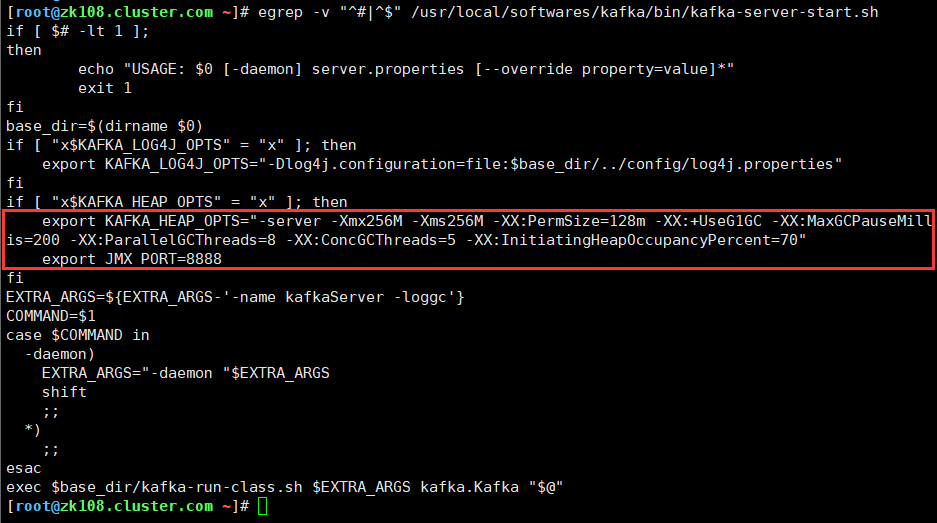 [root@zk108.cluster.com ~]# egrep -v "^#|^$" /usr/local/softwares/kafka/bin/kafka-server-start.sh
if [ $# -lt 1 ];
then
        echo "USAGE: $0 [-daemon] server.properties [--override property=value]*"
        exit 1
fi
base_dir=$(dirname $0)
if [ "x$KAFKA_LOG4J_OPTS" = "x" ]; then
    export KAFKA_LOG4J_OPTS="-Dlog4j.configuration=file:$base_dir/../config/log4j.properties"
fi
if [ "x$KAFKA_HEAP_OPTS" = "x" ]; then
    export KAFKA_HEAP_OPTS="-server -Xmx256M -Xms256M -XX:PermSize=128m -XX:+UseG1GC -XX:MaxGCPauseMill
is=200 -XX:ParallelGCThreads=8 -XX:ConcGCThreads=5 -XX:InitiatingHeapOccupancyPercent=70"
    export JMX_PORT=8888
fi
EXTRA_ARGS=${EXTRA_ARGS-'-name kafkaServer -loggc'}
COMMAND=$1
case $COMMAND in
  -daemon)
    EXTRA_ARGS="-daemon "$EXTRA_ARGS
    shift
    ;;
  *)
    ;;
esac
exec $base_dir/kafka-run-class.sh $EXTRA_ARGS kafka.Kafka "$@"
[root@zk108.cluster.com ~]#